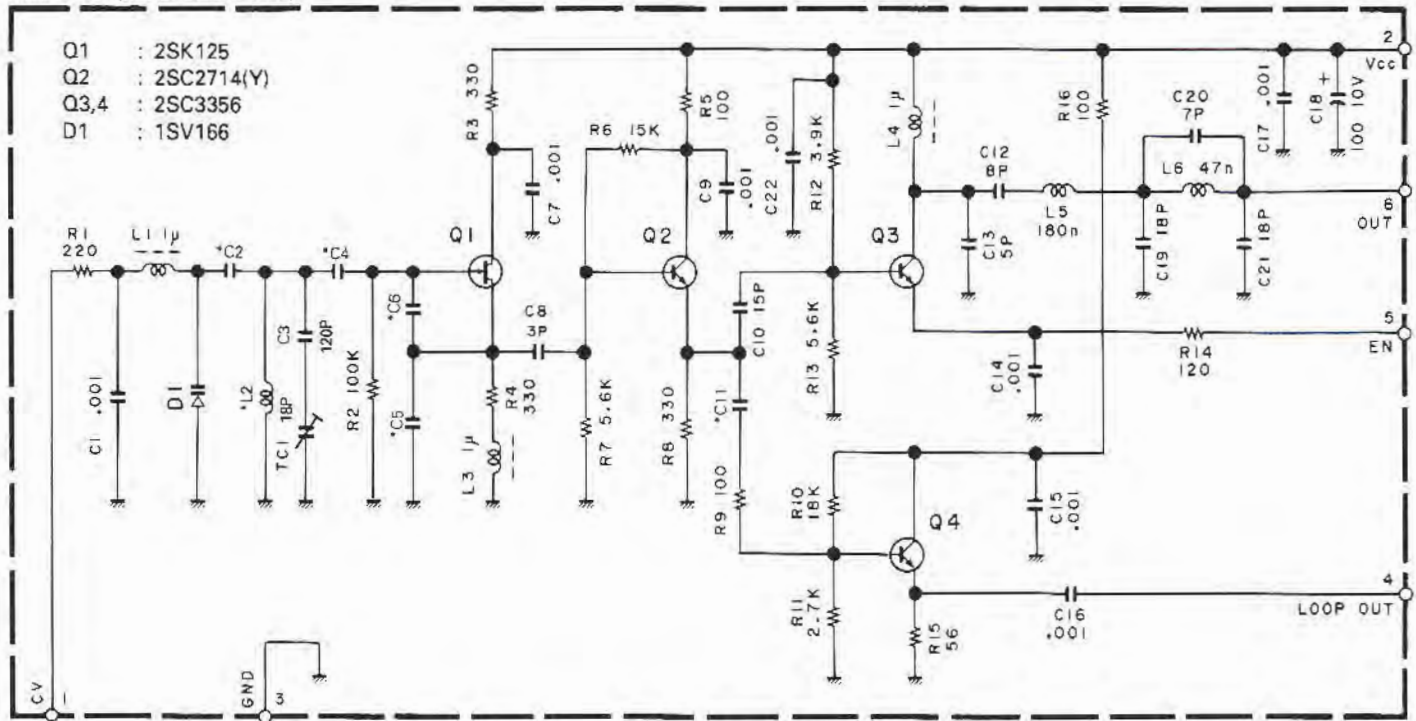 Q1 : 2SK125
Q2 : 2SC2714(Y)
Q3,4 : 2SC3356
D1 : 1SV166
R3 330
R5
100
R6 15K
C7 .001
C9
.001
C22
.001
R12 3.9K
L4 1μ
R16
100
C17 .001
C18 +
100 10V
2
Vcc
C20
7P
C12
8P
L6 47n
L5
180n
6
OUT
C13
5P
C19 18P
C21 18P
R1
220
L1 1μ
*C2
*C4
Q1
Q2
Q3
*C6
C8
3P
C10 15P
5
EN
R14
120
C14
.001
C1 .001
D1
*L2
C3
120P
18P
TC1
R2 100K
*C5
R4
330
L3 1μ
R7 5.6K
R8 330
*C11
R13 5.6K
R9 100
R10
18K
Q4
C15
.001
R11
2.7K
R15
56
C16
.001
4
LOOP OUT
CV
1
GND
3